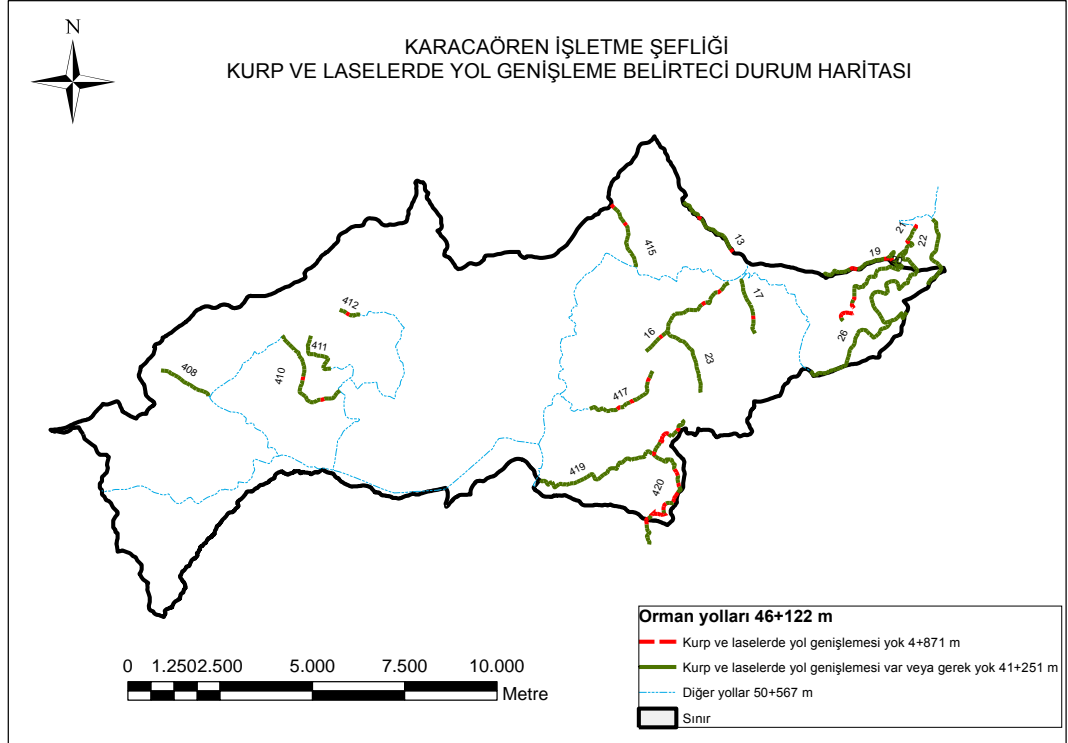 N
KARACAÖREN İŞLETME ŞEFLİĞİ
KURP VE LASELERDE YOL GENİŞLEME BELİRTECİ DURUM HARİTASI
21
22
13
19
415
17
412
16
26
411
23
410
408
417
419
420
0 1.250 2.500 5.000 7.500 10.000
Metre
Orman yolları 46+122 m
Kurp ve laselerde yol genişlemesi yok 4+871 m
Kurp ve laselerde yol genişlemesi var veya gerek yok 41+251 m
Diğer yollar 50+567 m
Sınır